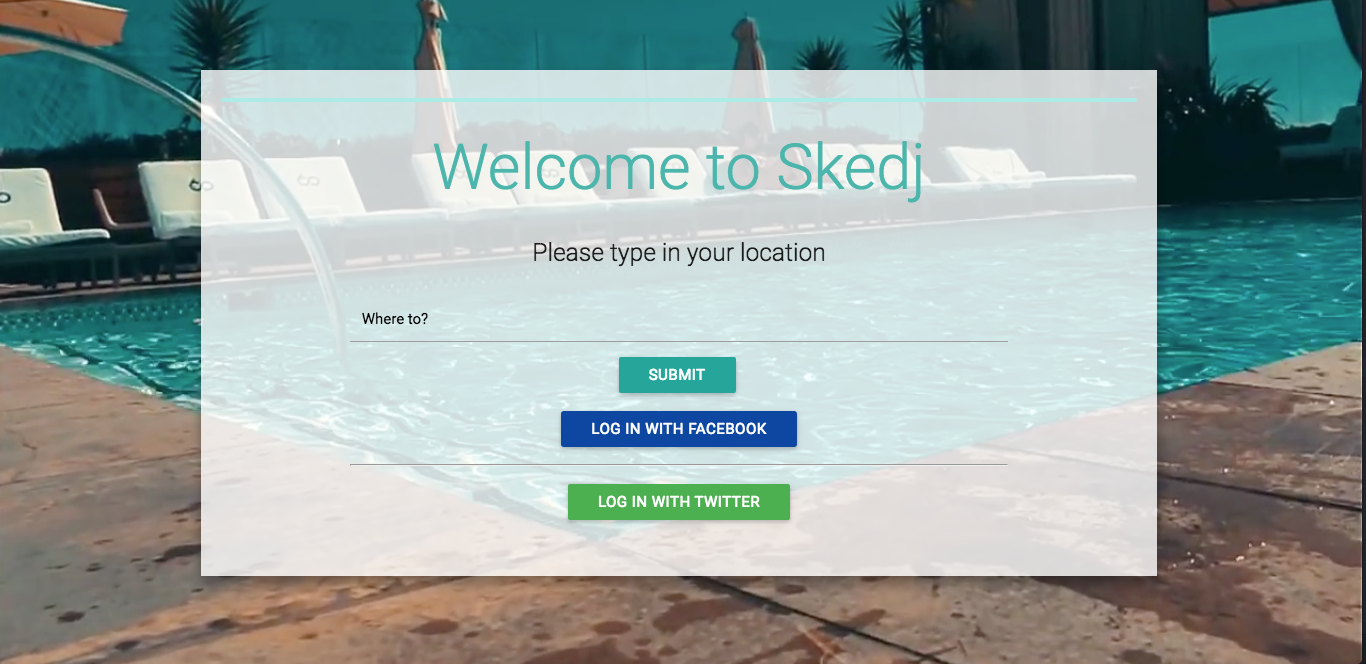 Welcome to Skedj
Please type in your location
Where to?
SUBMIT
LOG IN WITH FACEBOOK
LOG IN WITH TWITTER